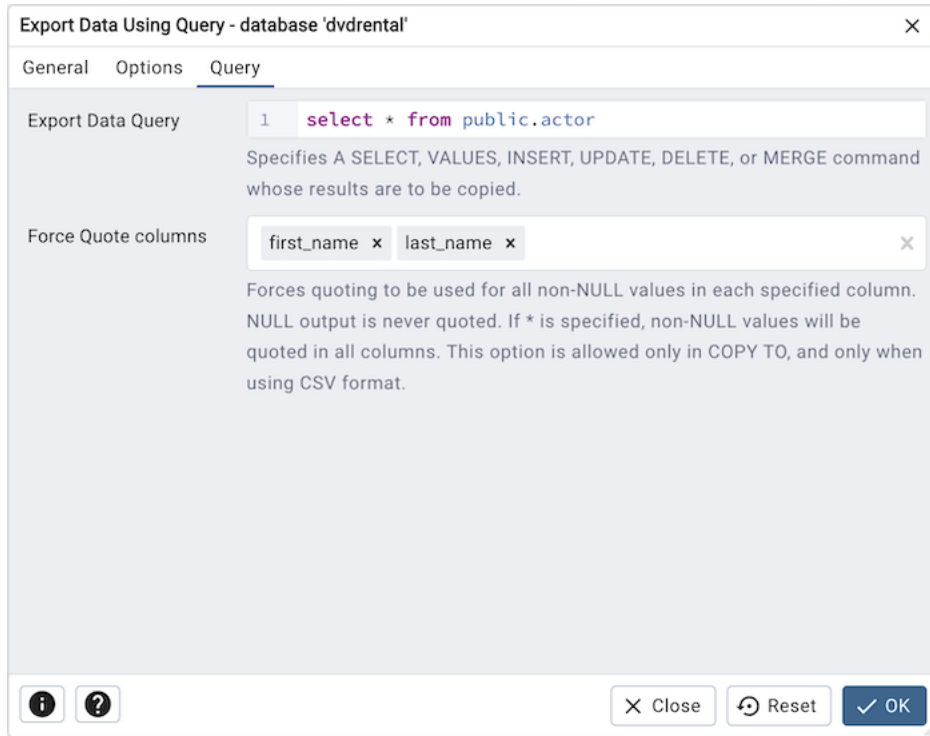 Export Data Using Query - database 'dvdrental'
General Options Query
Export Data Query
1 select * from public.actor
Specifies A SELECT, VALUES, INSERT, UPDATE, DELETE, or MERGE command
whose results are to be copied.
Force Quote columns
first_name × last_name ×
Forces quoting to be used for all non-NULL values in each specified column.
NULL output is never quoted. If * is specified, non-NULL values will be
quoted in all columns. This option is allowed only in COPY TO, and only when
using CSV format.
Close Reset OK